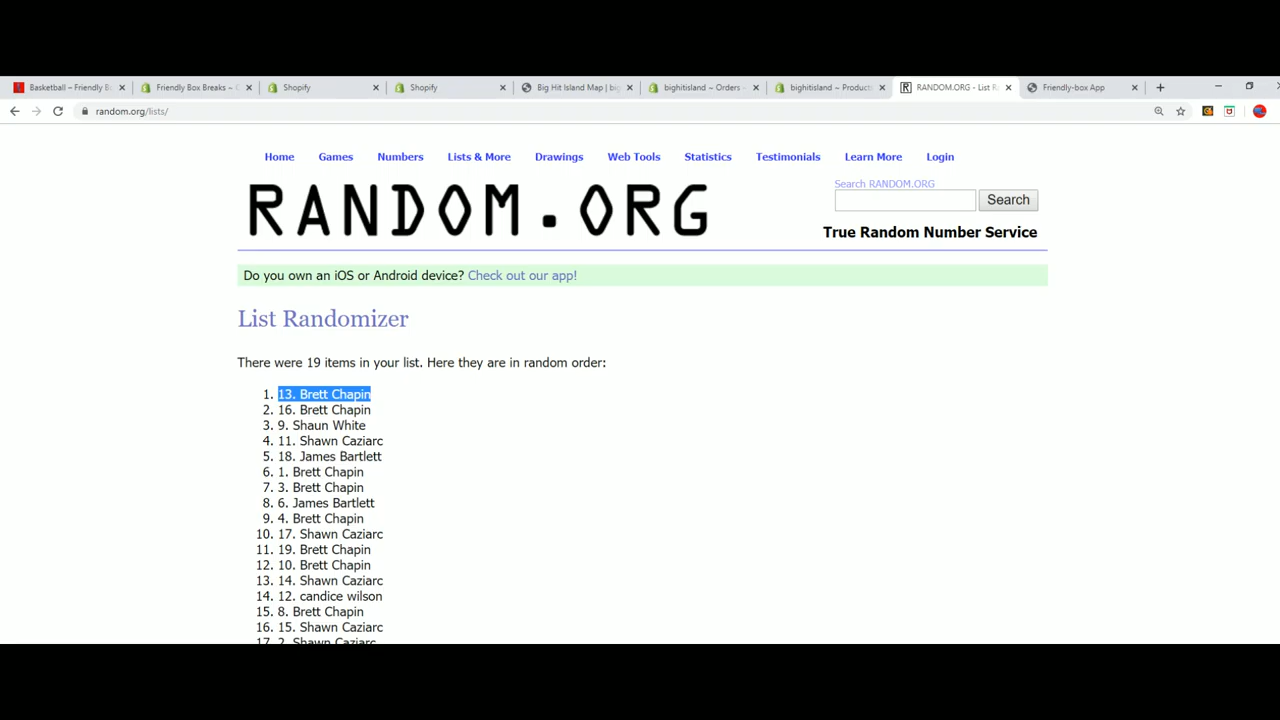 Basketball ~ Friendly B
Friendly Box Breaks ~
Shopify
Shopify
Big Hit Island Map | big
bighitisland ~ Orders
bighitisland ~ Product
RANDOM.ORG - List R
Friendly-box App
random.org/lists/
Home Games Numbers Lists & More Drawings Web Tools Statistics Testimonials Learn More Login
RANDOM.ORG
Search RANDOM.ORG
Search
True Random Number Service
Do you own an iOS or Android device? Check out our app!
List Randomizer
There were 19 items in your list. Here they are in random order:
1. 13. Brett Chapin
2. 16. Brett Chapin
3. 9. Shaun White
4. 11. Shawn Caziarc
5. 18. James Bartlett
6. 1. Brett Chapin
7. 3. Brett Chapin
8. 6. James Bartlett
9. 4. Brett Chapin
10. 17. Shawn Caziarc
11. 19. Brett Chapin
12. 10. Brett Chapin
13. 14. Shawn Caziarc
14. 12. candice wilson
15. 8. Brett Chapin
16. 15. Shawn Caziarc
17. 2. Shawn Caziarc